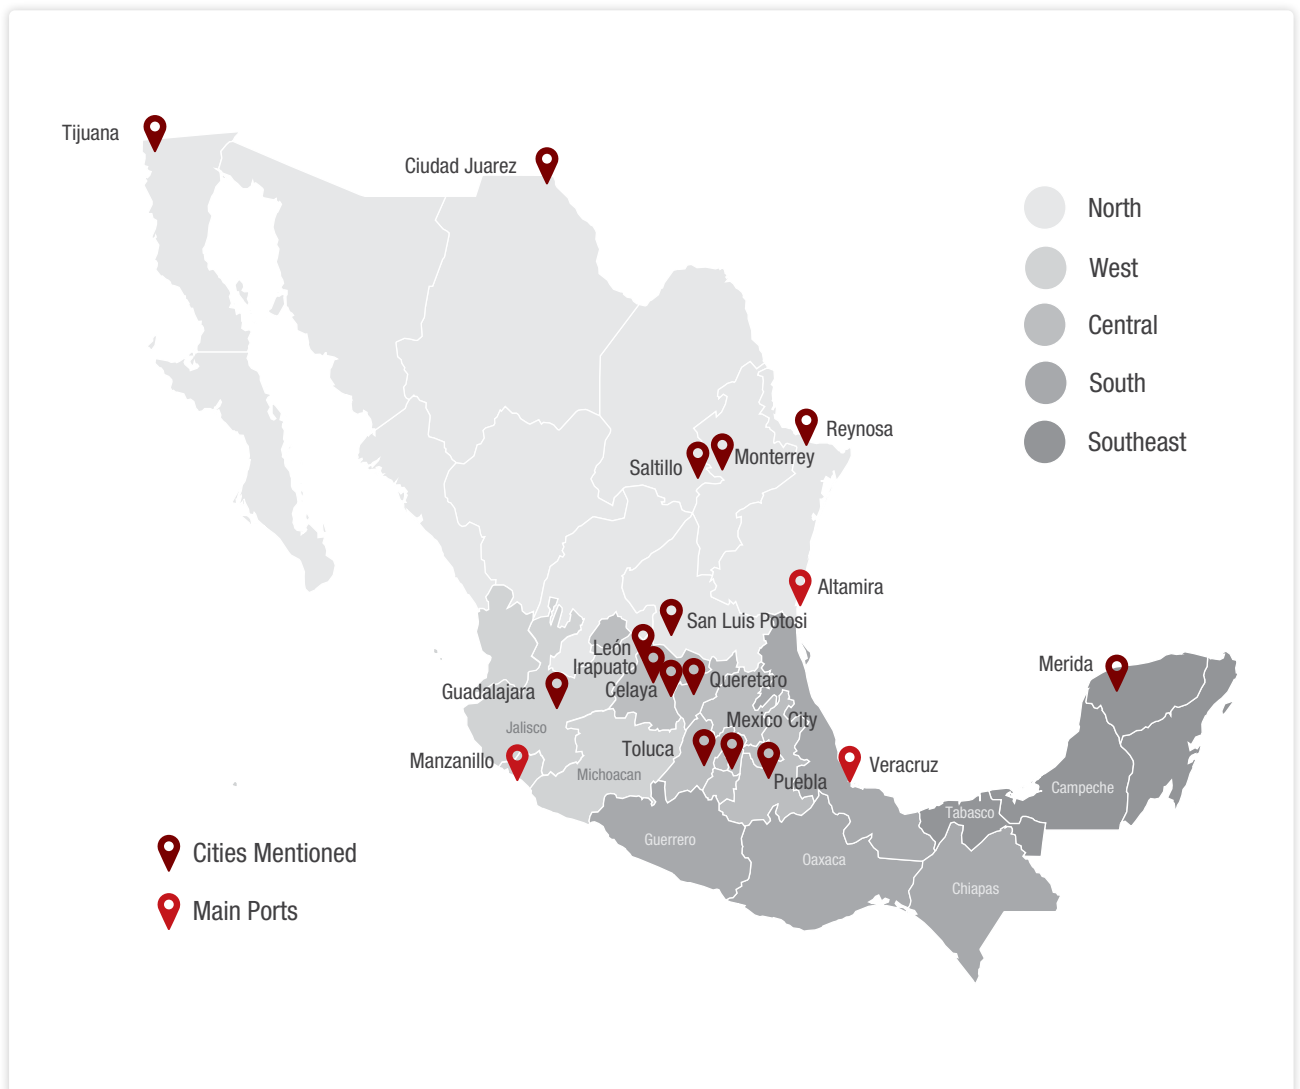 Tijuana
Ciudad Juarez
North
West
Central
South
Southeast
Reynosa
Monterrey
Saltillo
Altamira
San Luis Potosi
León
Irapuato
Celaya
Queretaro
Merida
Guadalajara
Jalisco
Mexico City
Toluca
Manzanillo
Michoacan
Puebla
Veracruz
Campeche
Tabasco
Guerrero
Oaxaca
Chiapas
Cities Mentioned
Main Ports